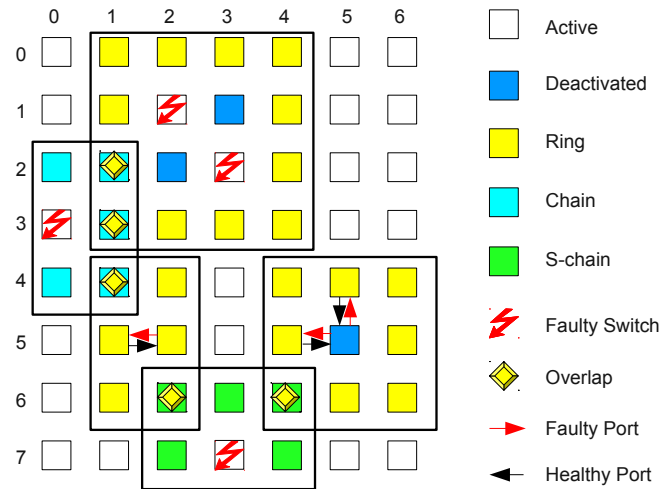 0 1 2 3 4 5 6
0
1
2
3
4
5
6
7
Active
Deactivated
Ring
Chain
S-chain
Faulty Switch
Overlap
Faulty Port
Healthy Port